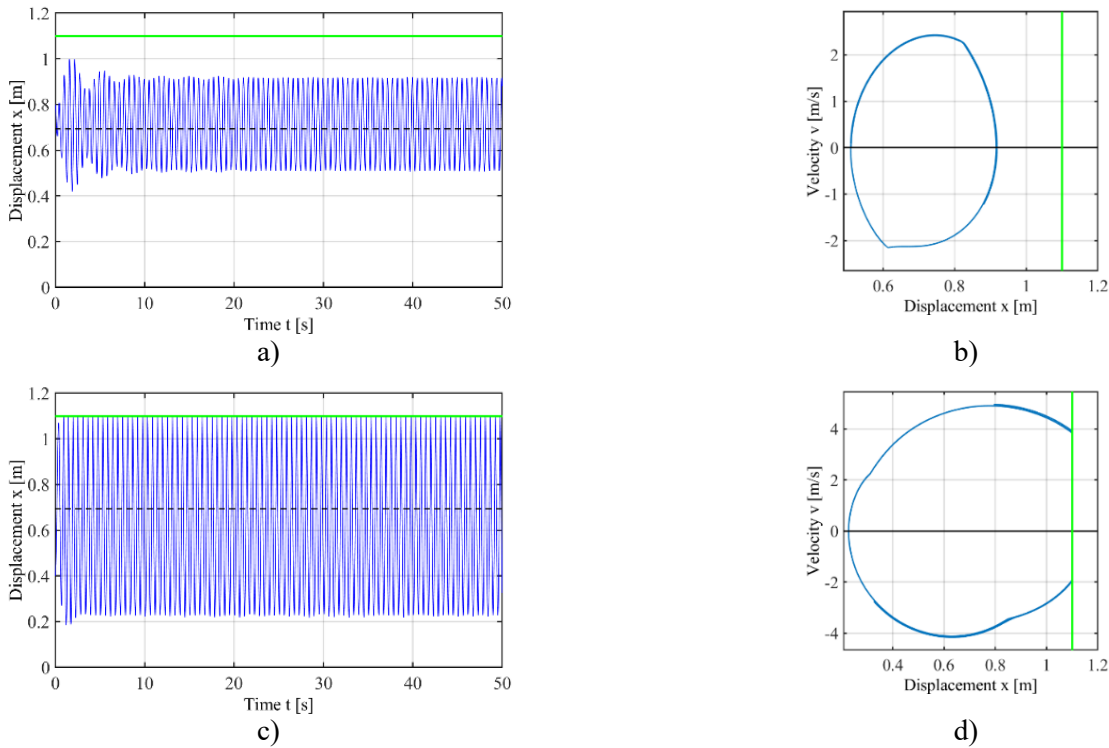 1.2
1
0.8
0.6
0.4
0.2
0
Displacement x [m]
0 10 20 30 40 50
Time t [s]
a)
2
1
0
-1
-2
Velocity v [m/s]
0.6 0.8 1 1.2
Displacement x [m]
b)
1.2
1
0.8
0.6
0.4
0.2
0
Displacement x [m]
0 10 20 30 40 50
Time t [s]
c)
4
2
0
-2
-4
Velocity v [m/s]
0.4 0.6 0.8 1 1.2
Displacement x [m]
d)